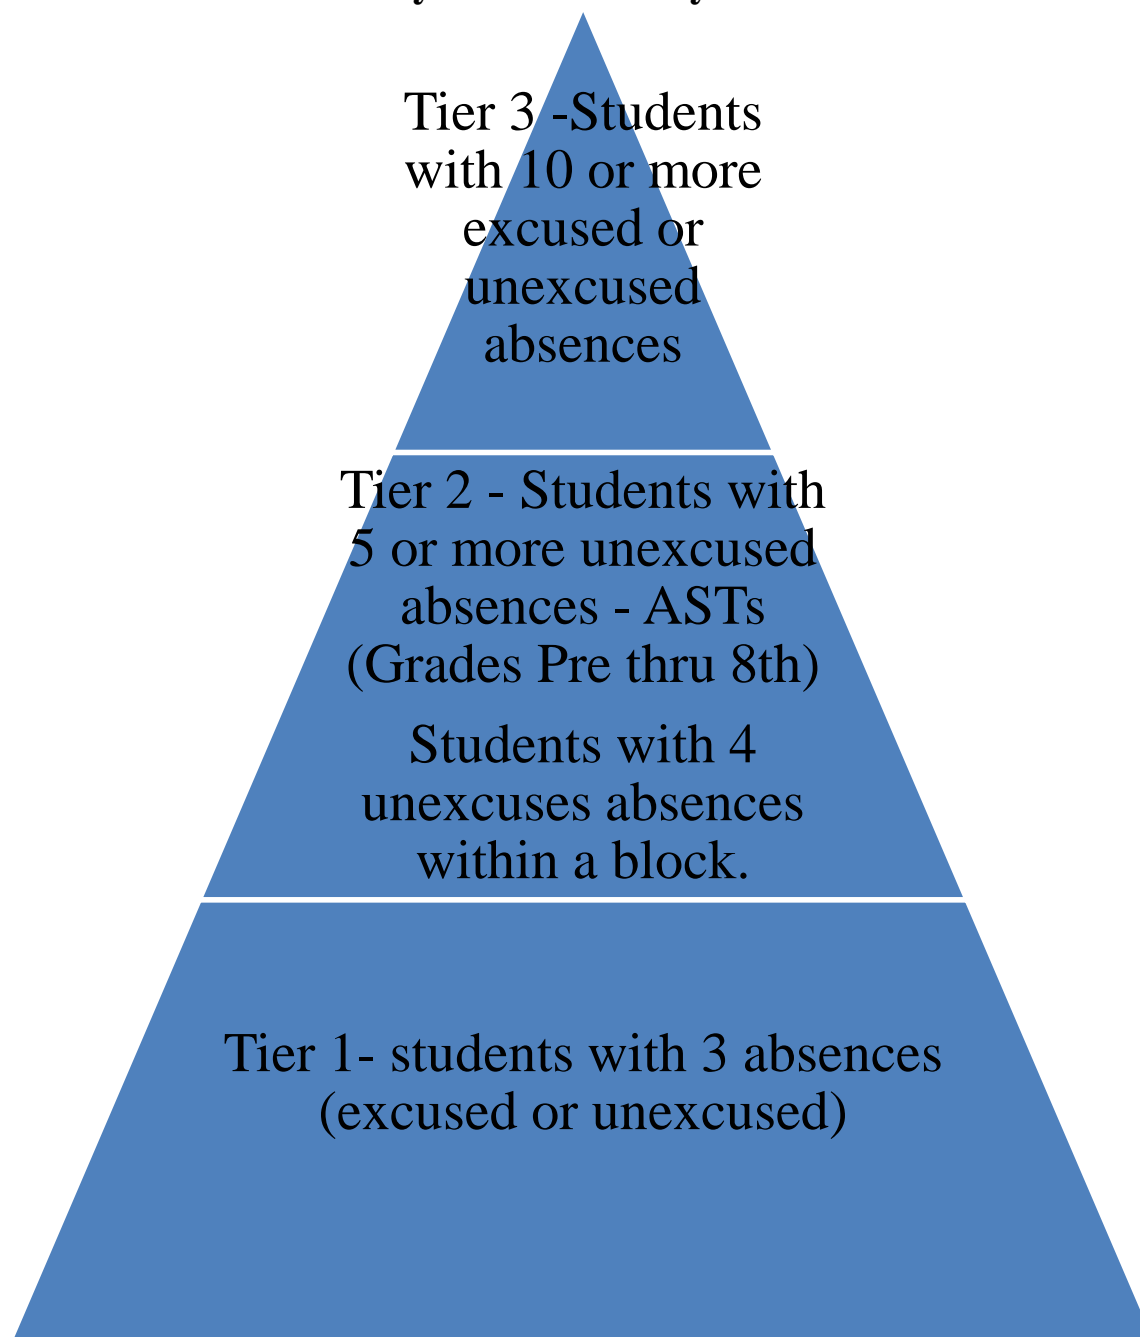 Tier 3 -Students
with 10 or more
excused or
unexcused
absences
Tier 2 - Students with
5 or more unexcused
absences - ASTs
(Grades Pre thru 8th)
Students with 4
unexcuses absences
within a block.
Tier 1- students with 3 absences
(excused or unexcused)